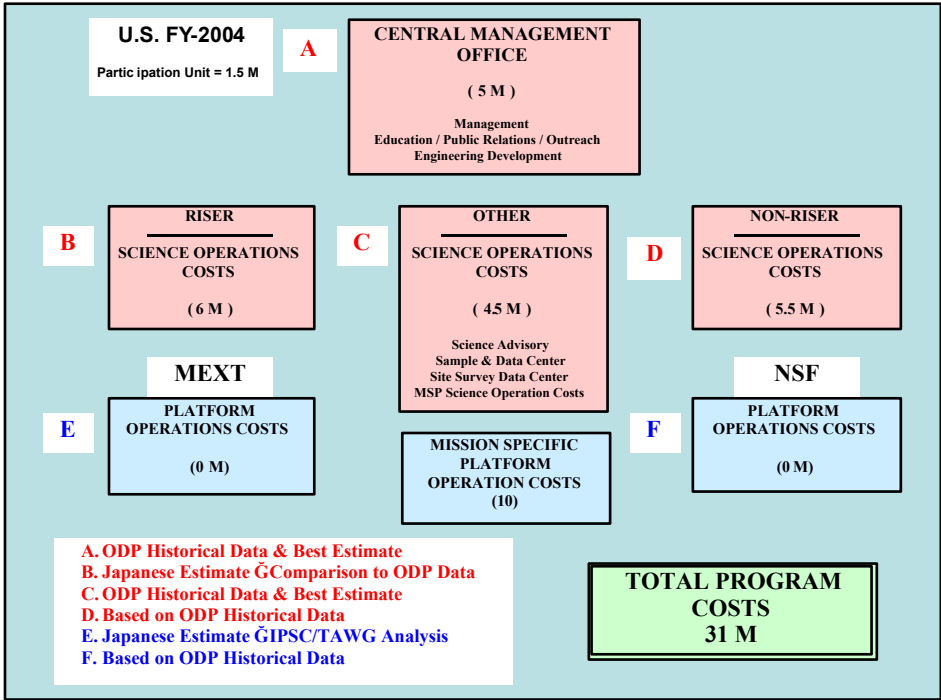 U.S. FY-2004
Partic ipation Unit = 1.5 M
A
CENTRAL MANAGEMENT
OFFICE
( 5 M )
Management
Education / Public Relations / Outreach
Engineering Development
B
RISER
SCIENCE OPERATIONS
COSTS
( 6 M )
C
OTHER
SCIENCE OPERATIONS
COSTS
( 4.5 M )
Science Advisory
Sample & Data Center
Site Survey Data Center
MSP Science Operation Costs
D
NON-RISER
SCIENCE OPERATIONS
COSTS
( 5.5 M )
MEXT
E
PLATFORM
OPERATIONS COSTS
(0 M)
MISSION SPECIFIC
PLATFORM
OPERATION COSTS
(10)
NSF
F
PLATFORM
OPERATIONS COSTS
(0 M)
A. ODP Historical Data & Best Estimate
B. Japanese Estimate ĞComparison to ODP Data
C. ODP Historical Data & Best Estimate
D. Based on ODP Historical Data
E. Japanese Estimate ĞIPSC/TAWG Analysis
F. Based on ODP Historical Data
TOTAL PROGRAM
COSTS
31 M